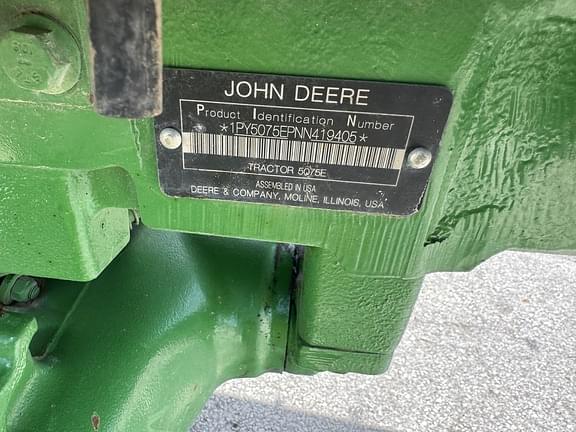 JOHN DEERE
Product Identification Number
*1PY5075EPNN419405*
TRACTOR 5075E
ASSEMBLED IN USA
DEERE & COMPANY, MOLINE, ILLINOIS, USA